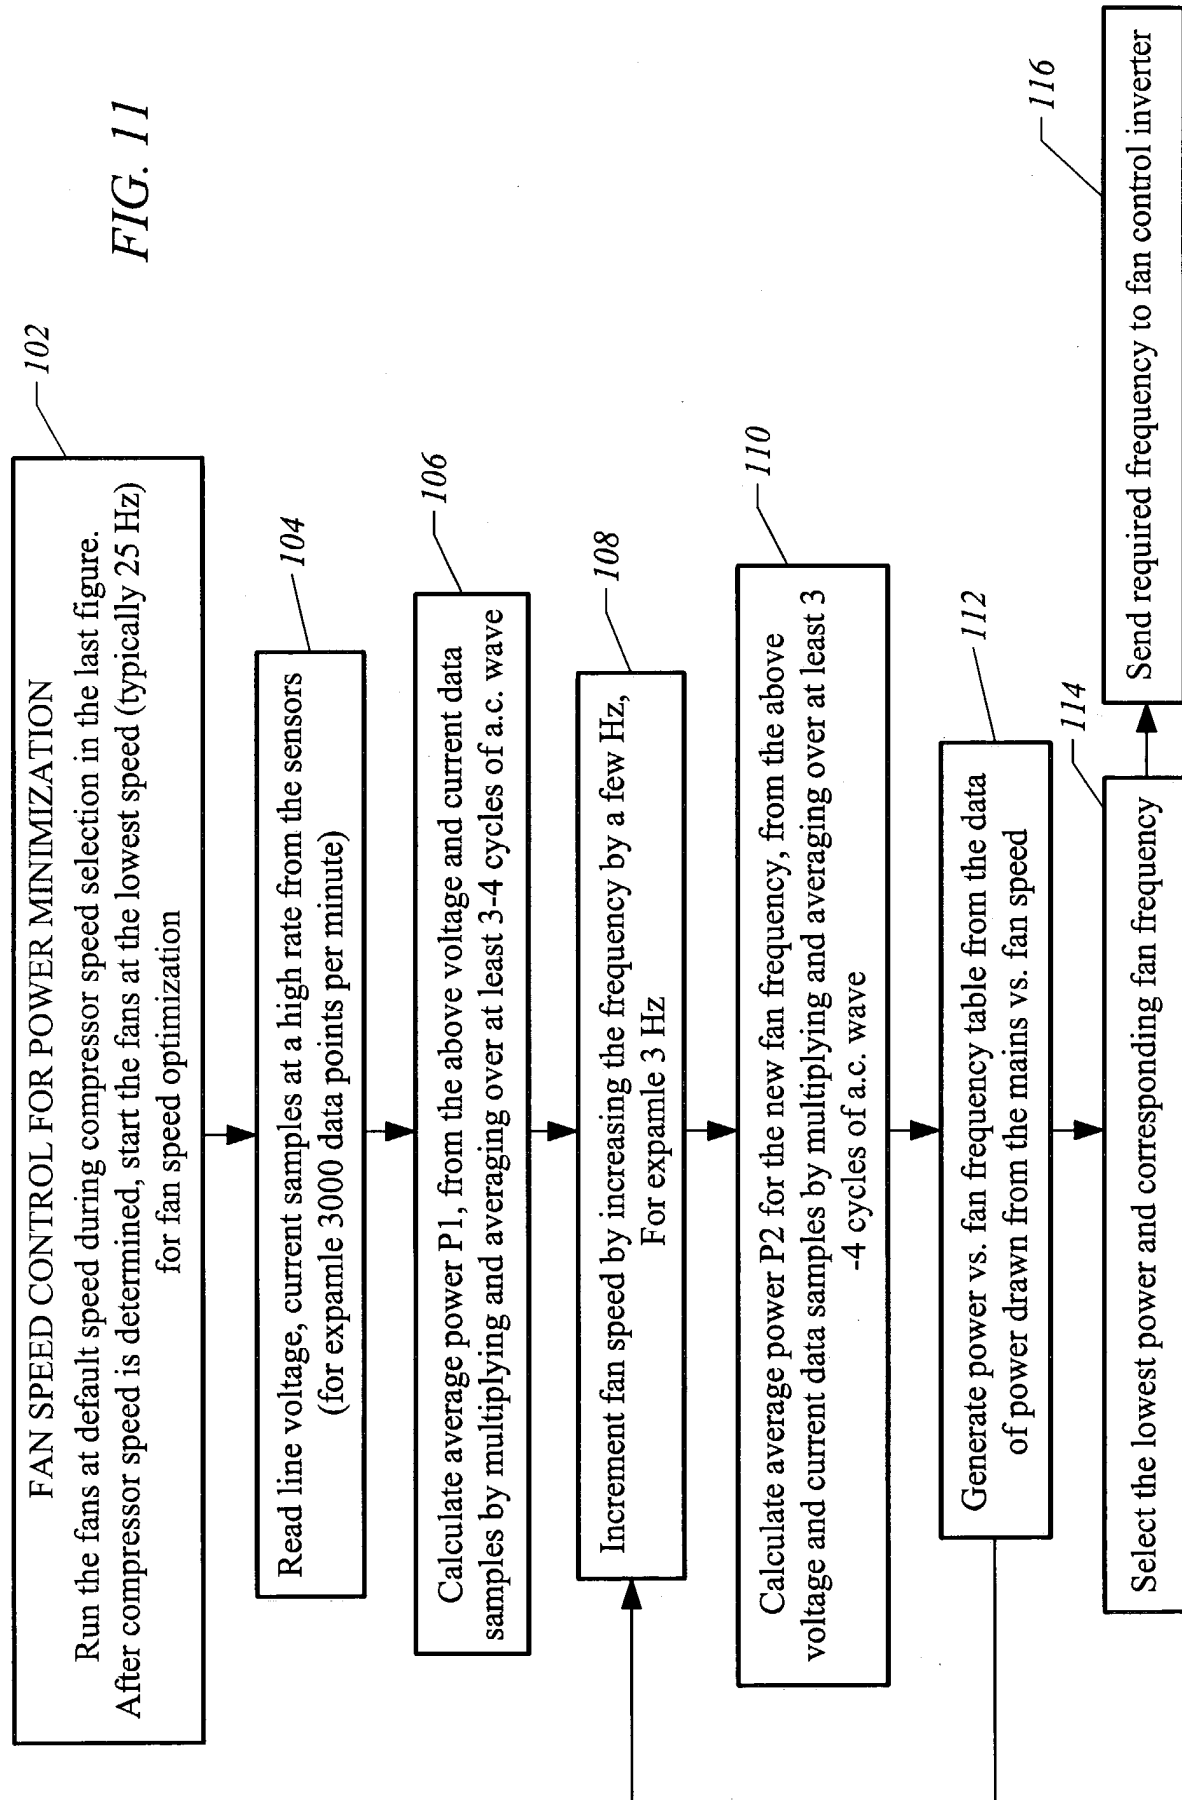 FIG. 11
102
FAN SPEED CONTROL FOR POWER MINIMIZATION
Run the fans at default speed during compressor speed selection in the last figure.
After compressor speed is determined, start the fans at the lowest speed (typically 25 Hz)
for fan speed optimization
104
Read line voltage, current samples at a high rate from the sensors
(for expamle 3000 data points per minute)
106
Calculate average power P1, from the above voltage and current data
samples by multiplying and averaging over at least 3-4 cycles of a.c. wave
108
Increment fan speed by increasing the frequency by a few Hz,
For expamle 3 Hz
110
Calculate average power P2 for the new fan frequency, from the above
voltage and current data samples by multiplying and averaging over at least 3
-4 cycles of a.c. wave
112
Generate power vs. fan frequency table from the data
of power drawn from the mains vs. fan speed
114
Select the lowest power and corresponding fan frequency
116
Send required frequency to fan control inverter